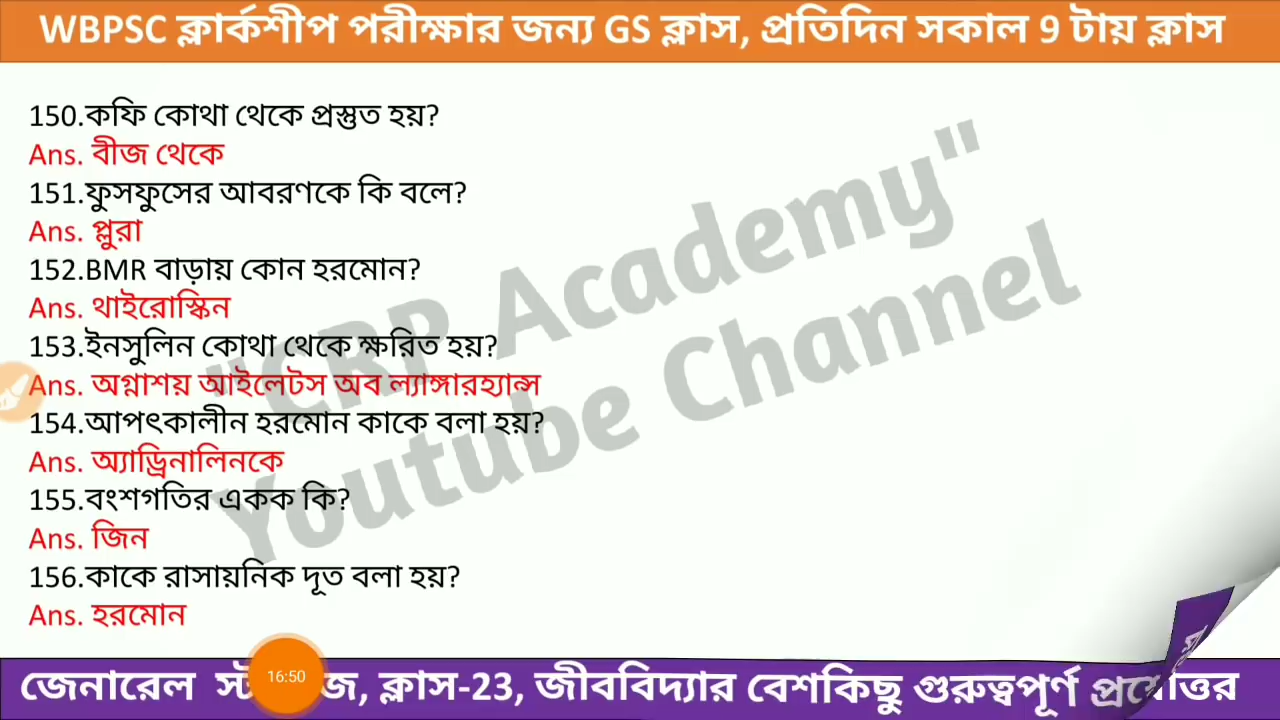 WBPSC ক্লার্কশীপ পরীক্ষার জন্য GS ক্লাস, প্রতিদিন সকাল 9 টায় ক্লাস
150.কফি কোথা থেকে প্রস্তুত হয়?
Ans. বীজ থেকে
151.ফুসফুসের আবরণকে কি বলে?
Ans. প্লুরা
152.BMR বাড়ায় কোন হরমোন?
Ans. থাইরোস্কিন
153.ইনসুলিন কোথা থেকে ক্ষরিত হয়?
Ans. অগ্নাশয় আইলেটস অব ল্যাঙ্গারহ্যান্স
154.আপৎকালীন হরমোন কাকে বলা হয়?
Ans. অ্যাড্রিনালিনকে
155.বংশগতির একক কি?
Ans. জিন
156.কাকে রাসায়নিক দূত বলা হয়?
Ans. হরমোন
"CRP Academy"
Youtube Channel
16:50
জেনারেল ক্লাস-23, জীববিদ্যার বেশকিছু গুরুত্বপূর্ণ